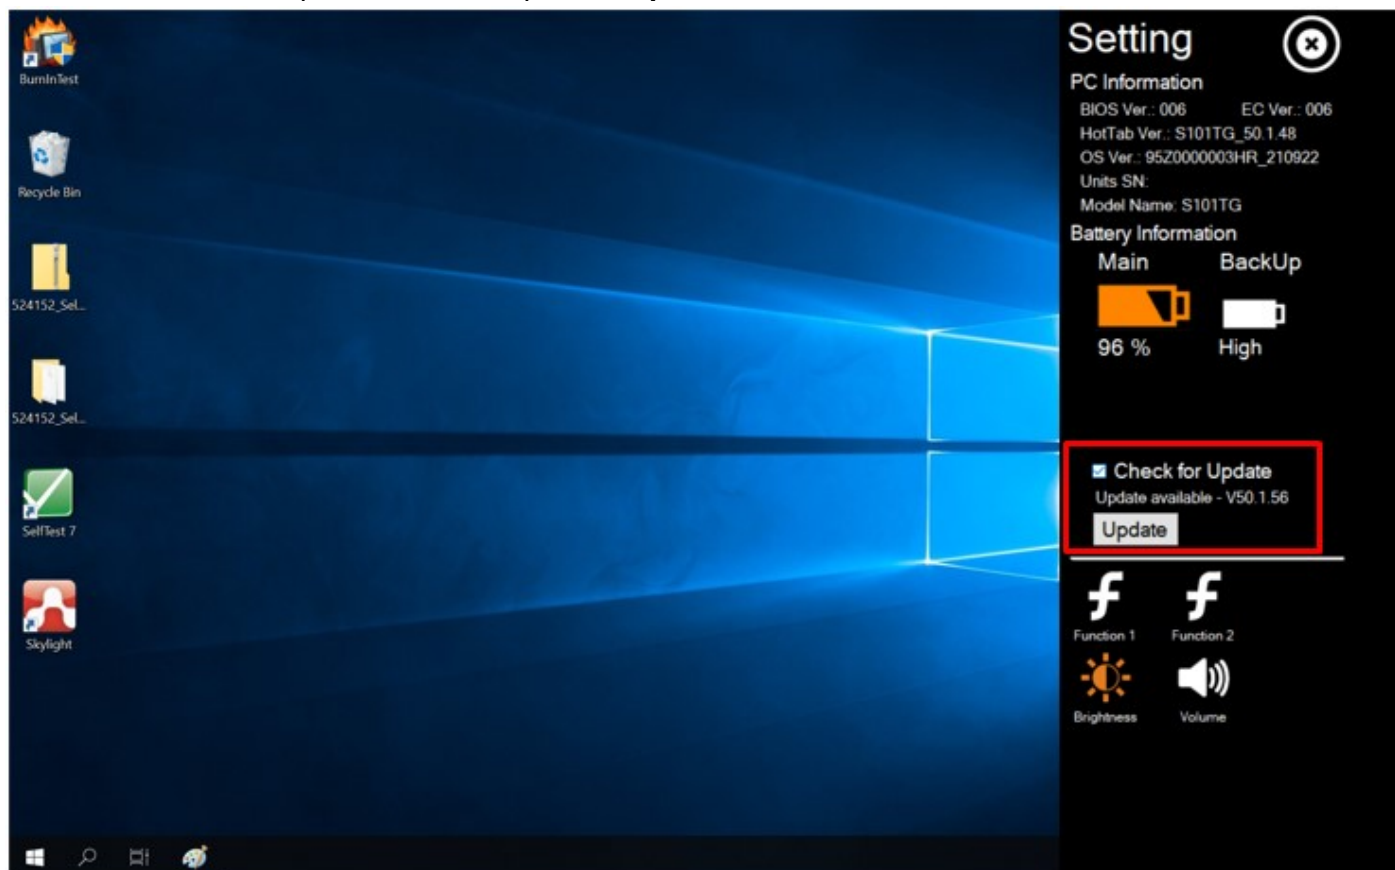 BurnInTest
Recycle Bin
524152_Sel...
524152_Sel...
SelfTest 7
Skylight
Setting
PC Information
BIOS Ver.: 006 EC Ver.: 006
HotTab Ver.: S101TG_50.1.48
OS Ver.: 95Z0000003HR_210922
Units SN:
Model Name: S101TG
Battery Information
Main BackUp
96 % High
Check for Update
Update available - V50.1.56
Update
Function 1 Function 2
Brightness Volume